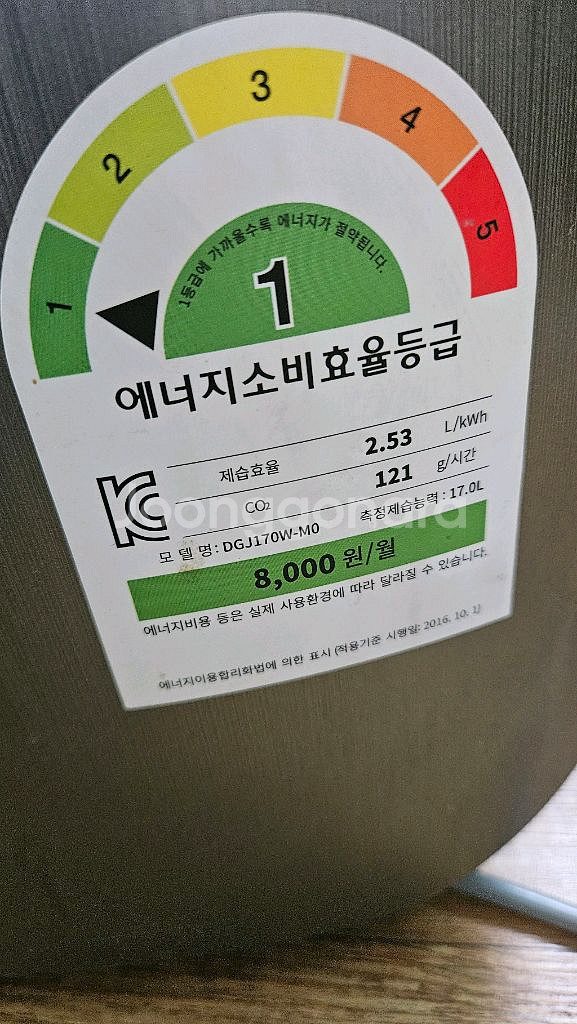 1
2
3
4
5
1등급에 가까울수록 에너지가 절약됩니다.
1
에너지소비효율등급
제습효율 2.53 L/kWh
CO₂ 121 g/시간
모델명: DGJ170W-M0 측정제습능력 : 17.0L
8,000 원/월
에너지비용 등은 실제 사용환경에 따라 달라질 수 있습니다.
에너지이용합리화법에 의한 표시 (적용기준 시행일: 2016. 10. 1)
joonggonara